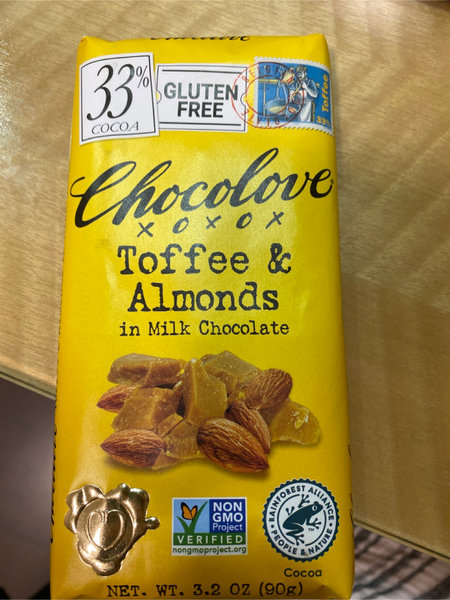 33%
COCOA
GLUTEN
FREE
Toffee
33%
Chocolove
XOXOX
Toffee &
Almonds
in Milk Chocolate
NON
GMO
Project
VERIFIED
nongmoproject.org
RAINFOREST ALLIANCE
PEOPLE & NATURE
Cocoa
NET. WT. 3.2 OZ (90g)